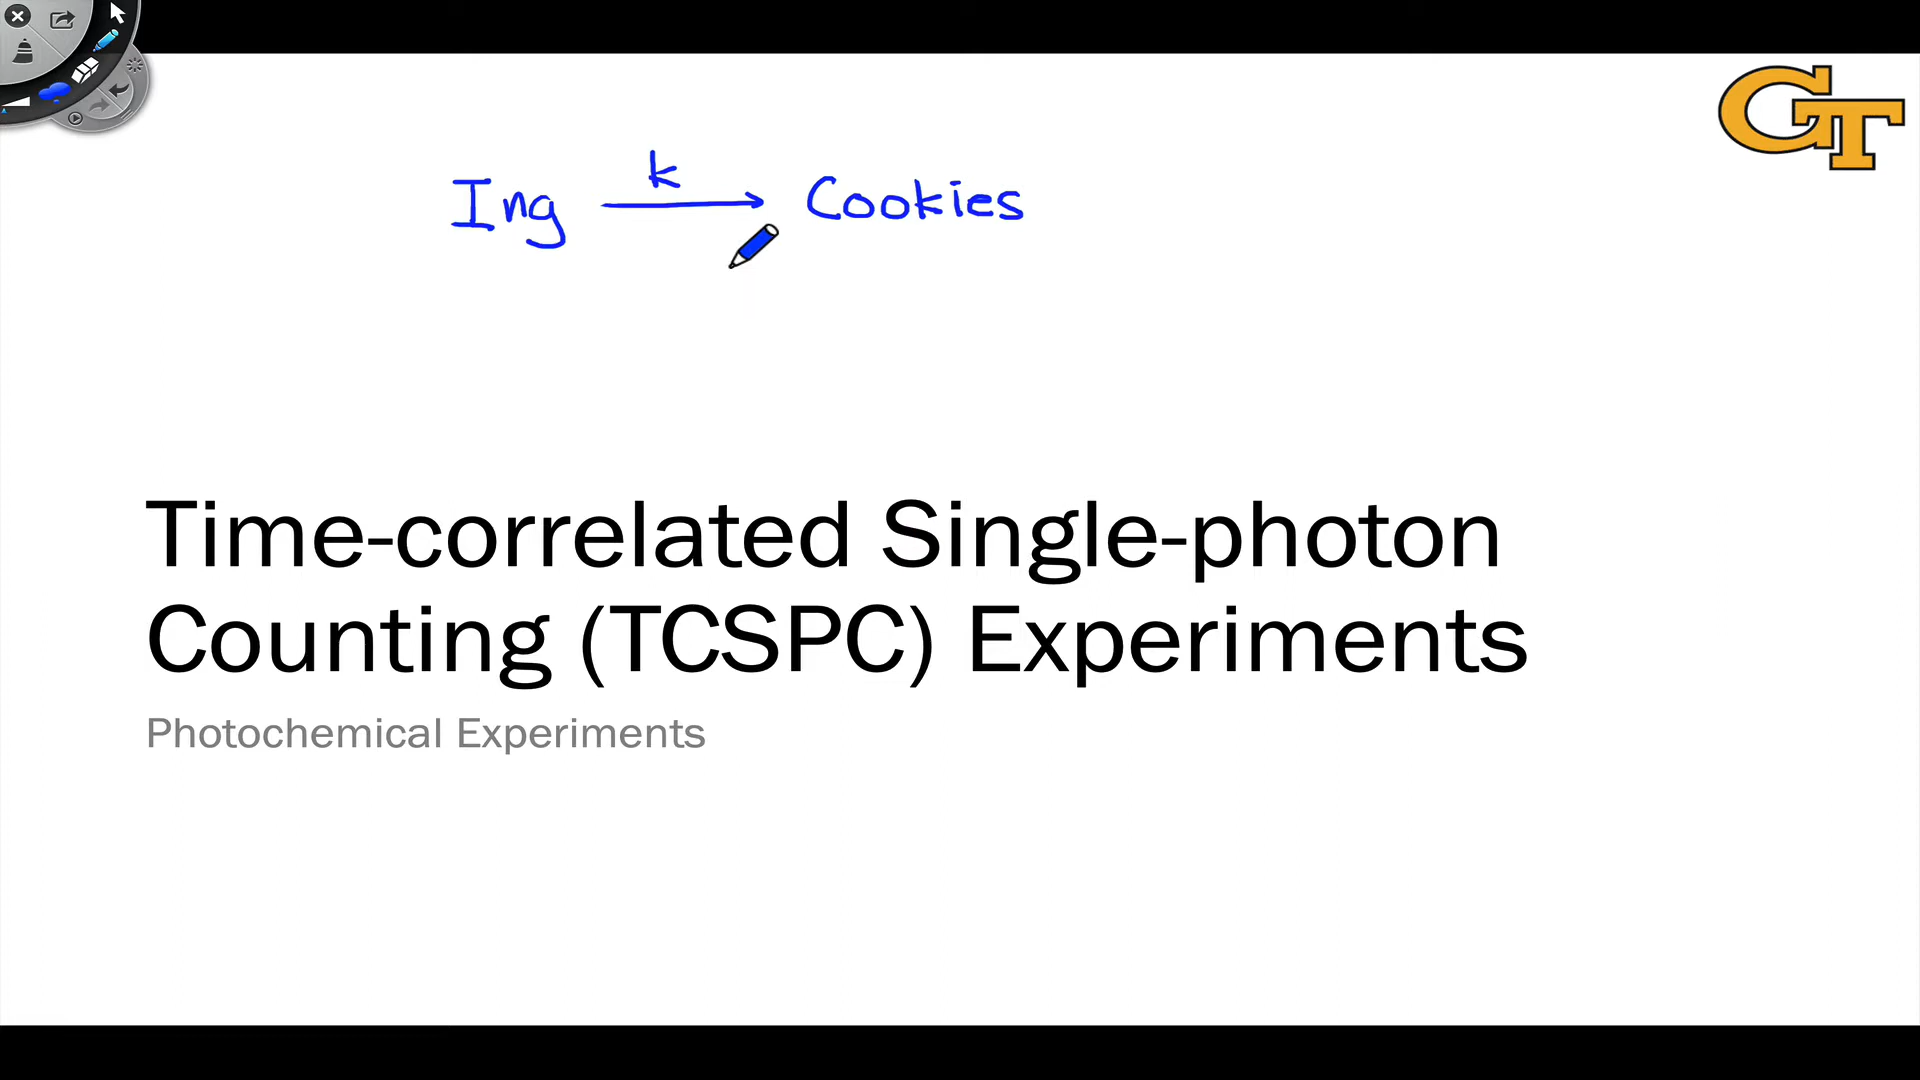 GT
k
Ing → Cookies
Time-correlated Single-photon
Counting (TCSPC) Experiments
Photochemical Experiments